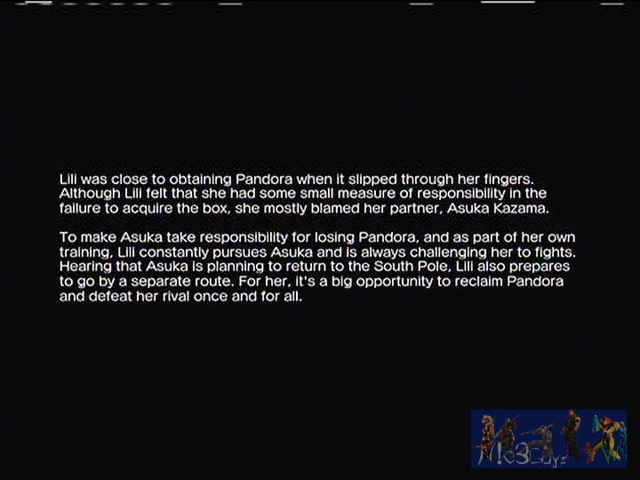 Lili was close to obtaining Pandora when it slipped through her fingers.
Although Lili felt that she had some small measure of responsibility in the
failure to acquire the box, she mostly blamed her partner, Asuka Kazama.
To make Asuka take responsibility for losing Pandora, and as part of her own
training, Lili constantly pursues Asuka and is always challenging her to fights.
Hearing that Asuka is planning to return to the South Pole, Lili also prepares
to go by a separate route. For her, it's a big opportunity to reclaim Pandora
and defeat her rival once and for all.